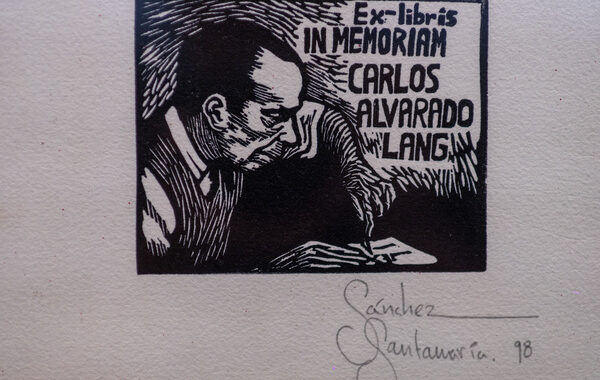 Ex-libris
IN MEMORIAM
CARLOS
ALVARADO
LANG
Sánchez
Santamaría. 98